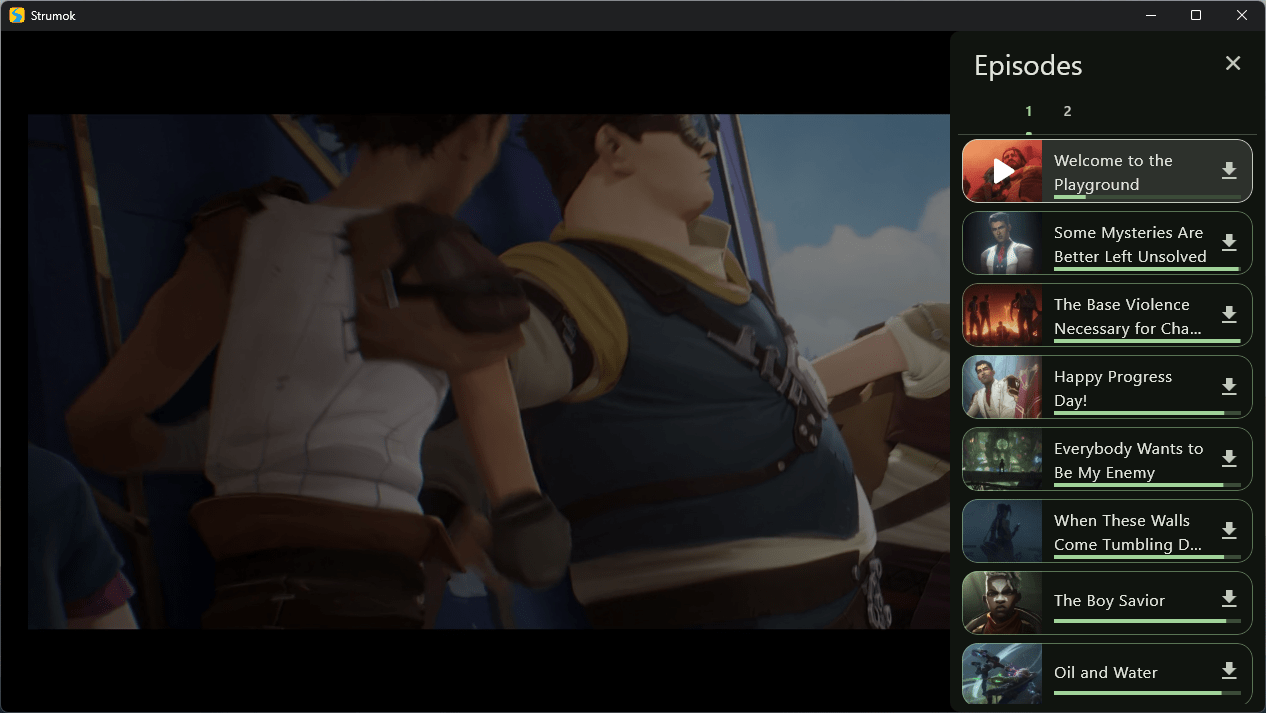 Strumok
Episodes
1 2
Welcome to the
Playground
Some Mysteries Are
Better Left Unsolved
The Base Violence
Necessary for Cha...
Happy Progress
Day!
Everybody Wants to
Be My Enemy
When These Walls
Come Tumbling D...
The Boy Savior
Oil and Water